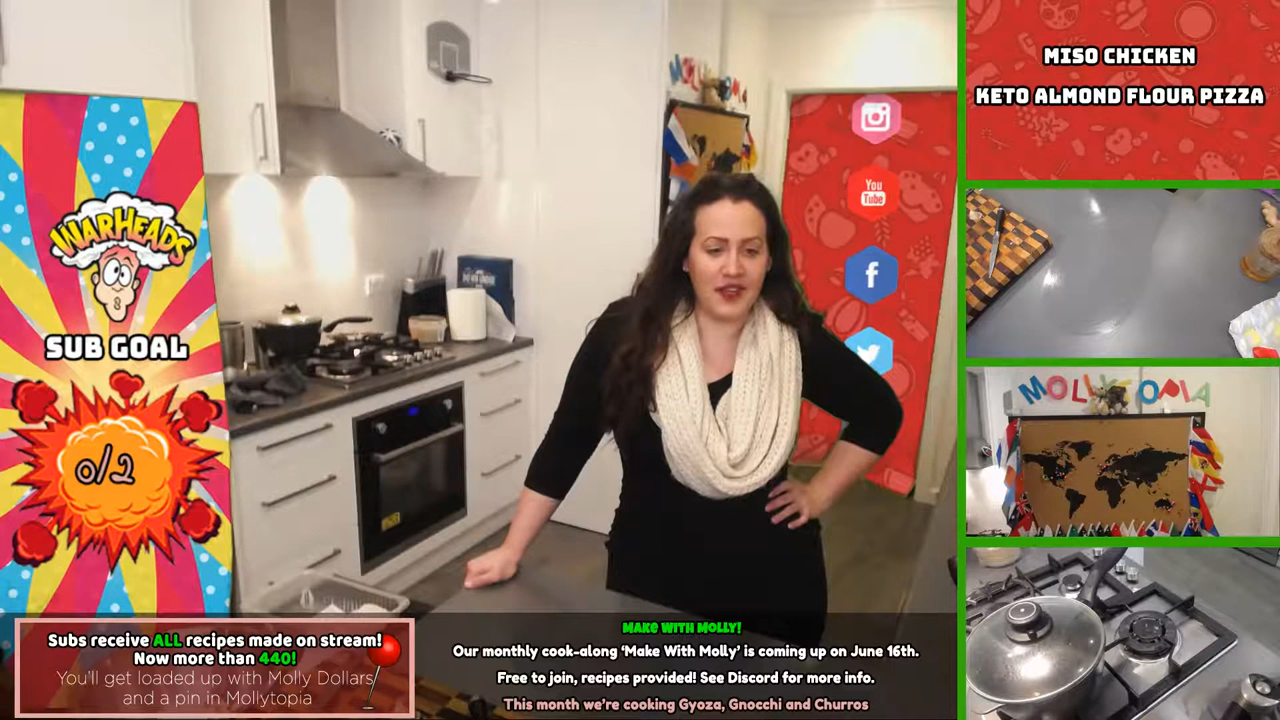 MISO CHICKEN
KETO ALMOND FLOUR PIZZA
WARHEADS
SUB GOAL
0/2
You
Tube
MOLLYTOPIA
Subs receive ALL recipes made on stream!
Now more than 440!
You'll get loaded up with Molly Dollars
and a pin in Mollytopia
MAKE WITH MOLLY!
Our monthly cook-along 'Make With Molly' is coming up on June 16th.
Free to join, recipes provided! See Discord for more info.
This month we're cooking Gyoza, Gnocchi and Churros